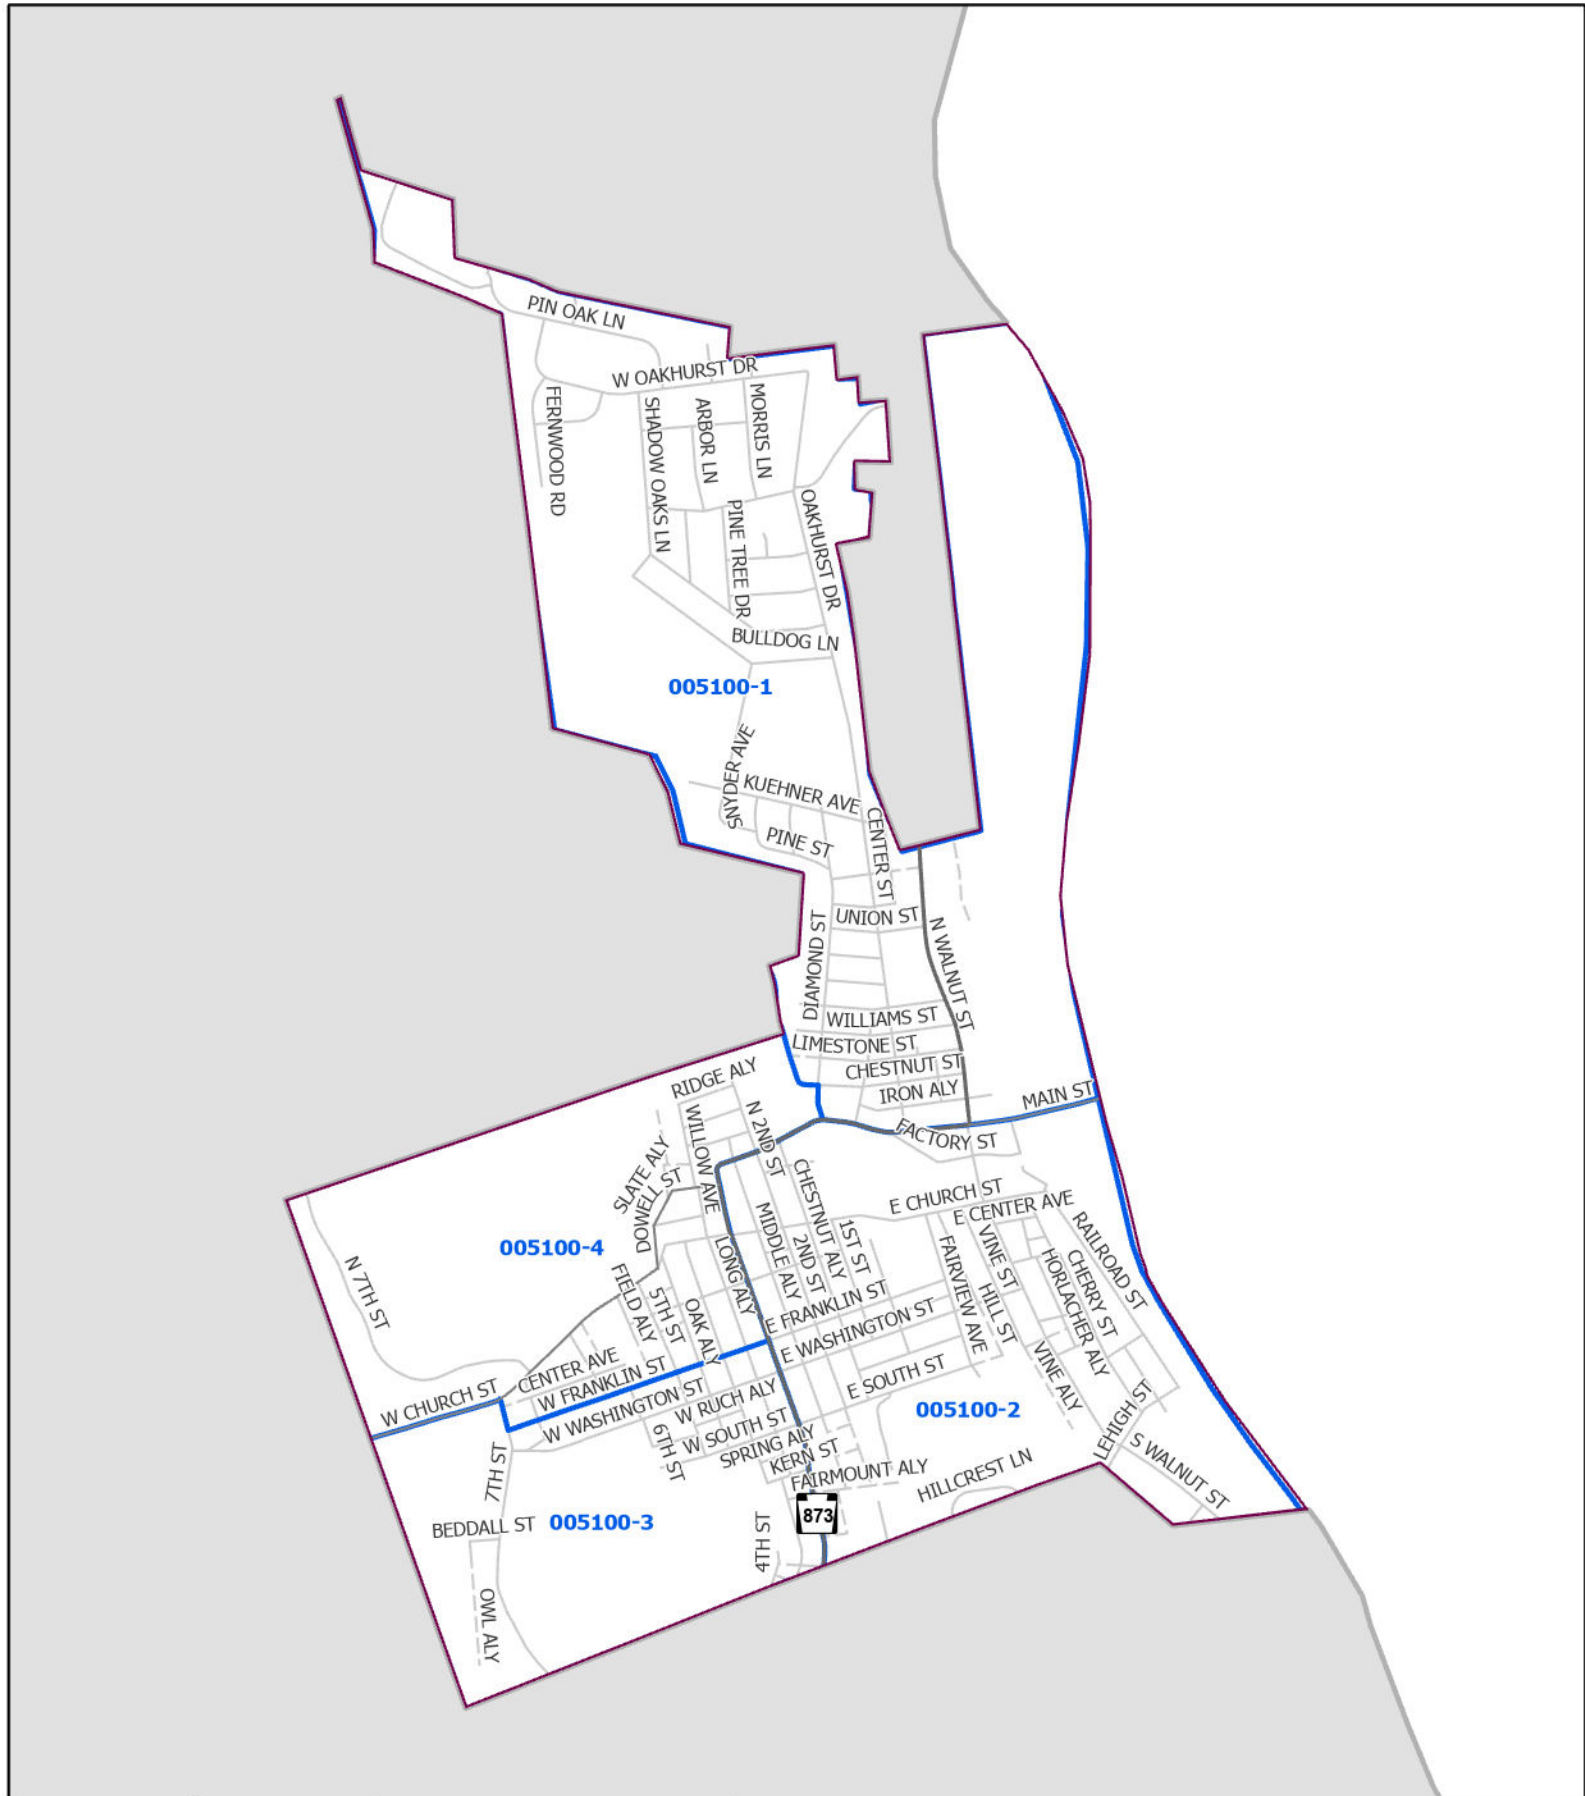 PIN OAK LN
W OAKHURST DR
FERNWOOD RD
SHADOW OAKS LN
ARBOR LN
MORRIS LN
PINE TREE DR
OAKHURST DR
BULLDOG LN
005100-1
SNYDER AVE
KUEHNER AVE
PINE ST
CENTER ST
UNION ST
DIAMOND ST
N WALNUT ST
WILLIAMS ST
LIMESTONE ST
CHESTNUT ST
IRON ALY
MAIN ST
FACTORY ST
RIDGE ALY
N 2ND ST
WILLOW AVE
SLATE ALY
DOWELL ST
CHESTNUT ALY
E CHURCH ST
E CENTER AVE
MIDDLE ALY
2ND ST
1ST ST
LONG ALY
005100-4
N 7TH ST
FIELD ALY
5TH ST
OAK ALY
E FRANKLIN ST
E WASHINGTON ST
FAIRVIEW AVE
VINE ST
HILL ST
RAILROAD ST
CHERRY ST
HORLACHER ALY
VINE ALY
CENTER AVE
W CHURCH ST
W FRANKLIN ST
W WASHINGTON ST
W RUCH ALY
W SOUTH ST
E SOUTH ST
005100-2
SPRING ALY
KERN ST
FAIRMOUNT ALY
HILLCREST LN
LEHIGH ST
S WALNUT ST
6TH ST
7TH ST
BEDDALL ST
005100-3
4TH ST
873
OWL ALY